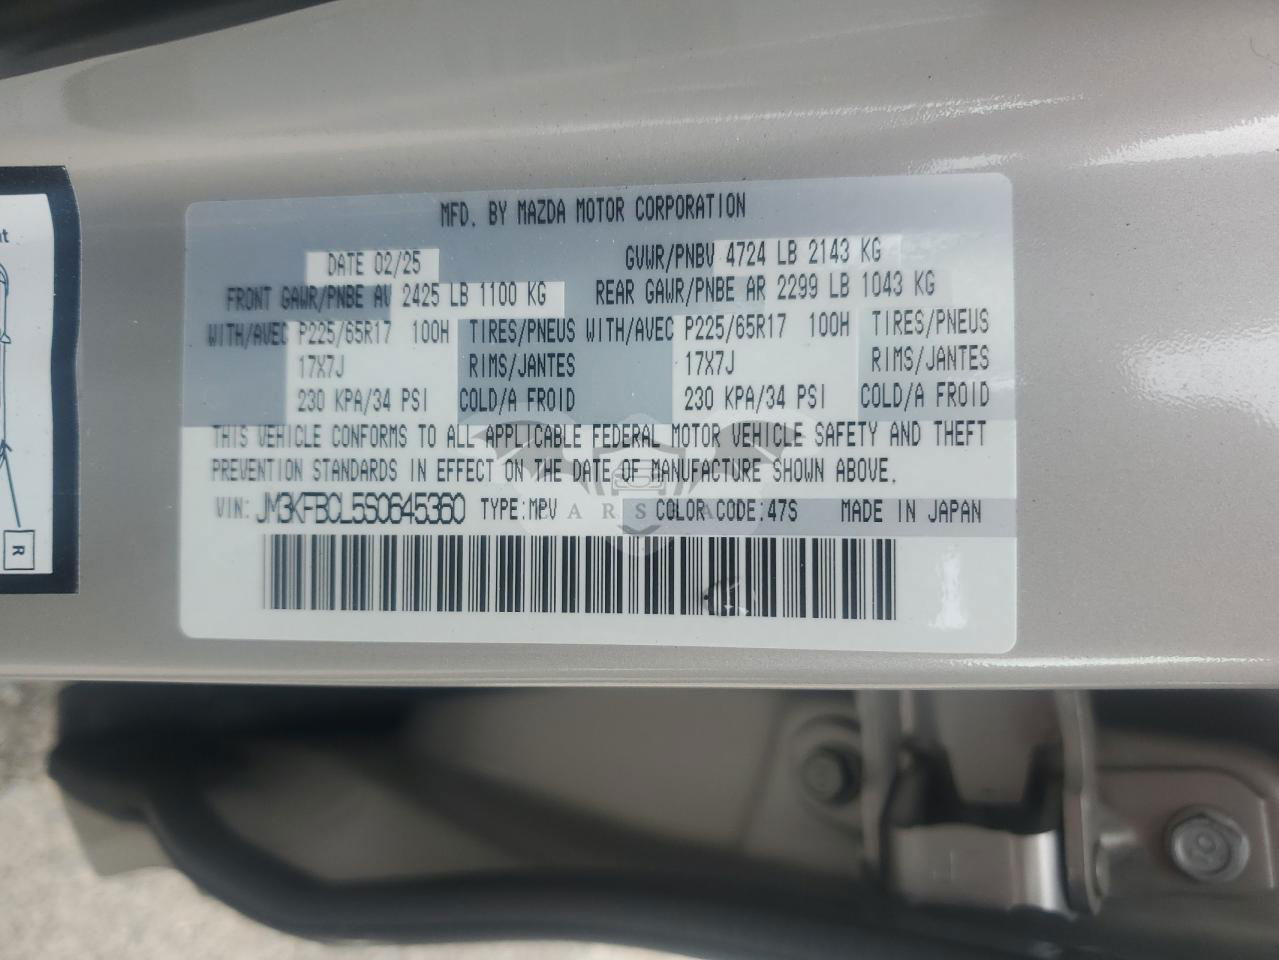 MFD. BY MAZDA MOTOR CORPORATION
DATE 02/25 GVWR/PNBV 4724 LB 2143 KG
FRONT GAWR/PNBE AV 2425 LB 1100 KG REAR GAWR/PNBE AR 2299 LB 1043 KG
WITH/AVEC P225/65R17 100H TIRES/PNEUS WITH/AVEC P225/65R17 100H TIRES/PNEUS
17X7J RIMS/JANTES 17X7J RIMS/JANTES
230 KPA/34 PSI COLD/A FROID 230 KPA/34 PSI COLD/A FROID
THIS VEHICLE CONFORMS TO ALL APPLICABLE FEDERAL MOTOR VEHICLE SAFETY AND THEFT
PREVENTION STANDARDS IN EFFECT ON THE DATE OF MANUFACTURE SHOWN ABOVE.
VIN: JM3KFBCL5S0645360 TYPE:MPV COLOR CODE:47S MADE IN JAPAN
R